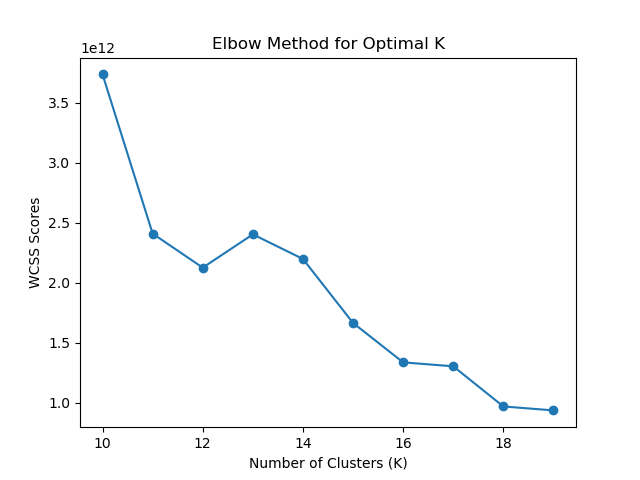 Elbow Method for Optimal K
1e12
3.5
3.0
2.5
2.0
1.5
1.0
WCSS Scores
10 12 14 16 18
Number of Clusters (K)